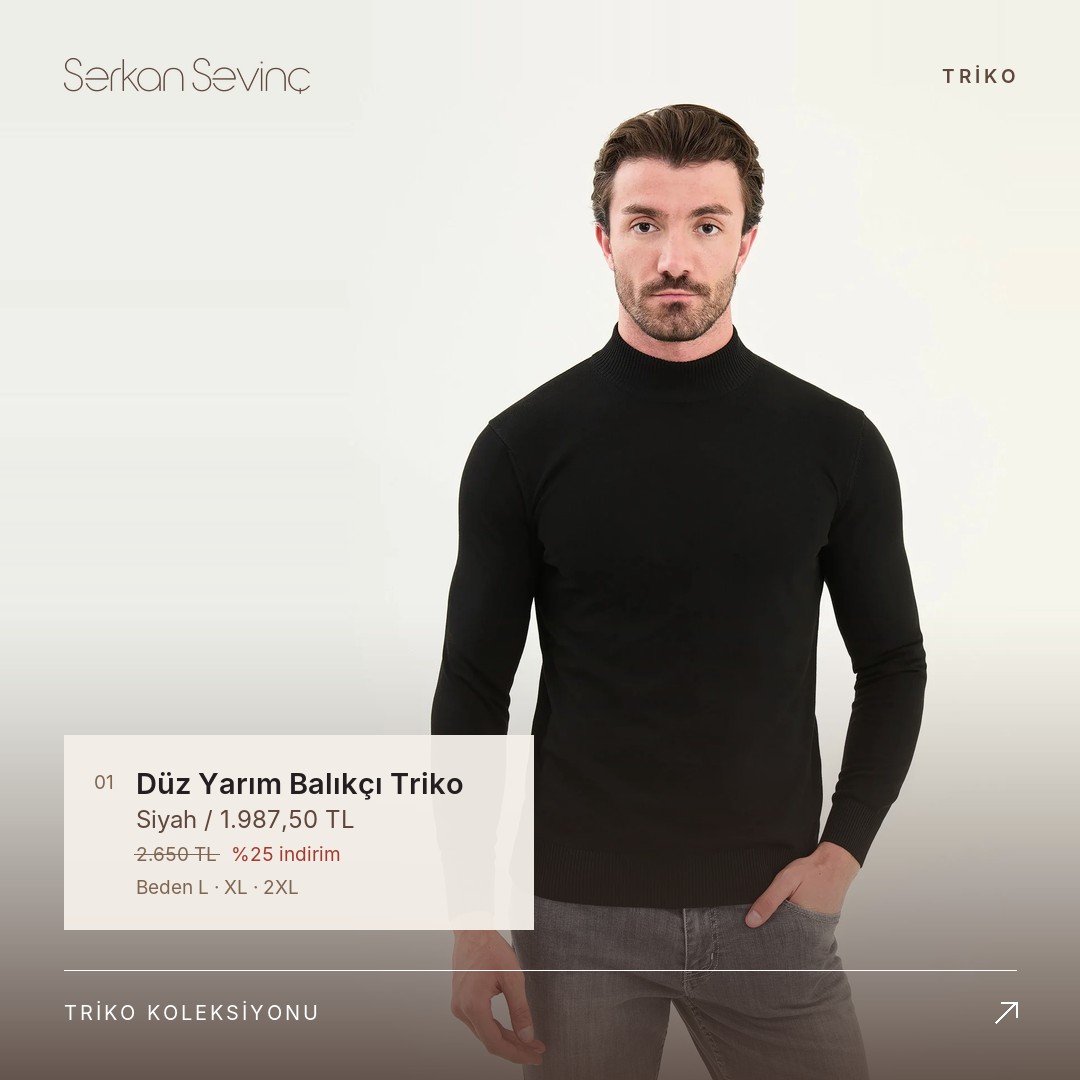 Serkan Sevinç
TRİKO
01 Düz Yarım Balıkçı Triko
Siyah / 1.987,50 TL
2.650 TL %25 indirim
Beden L · XL · 2XL
TRİKO KOLEKSİYONU